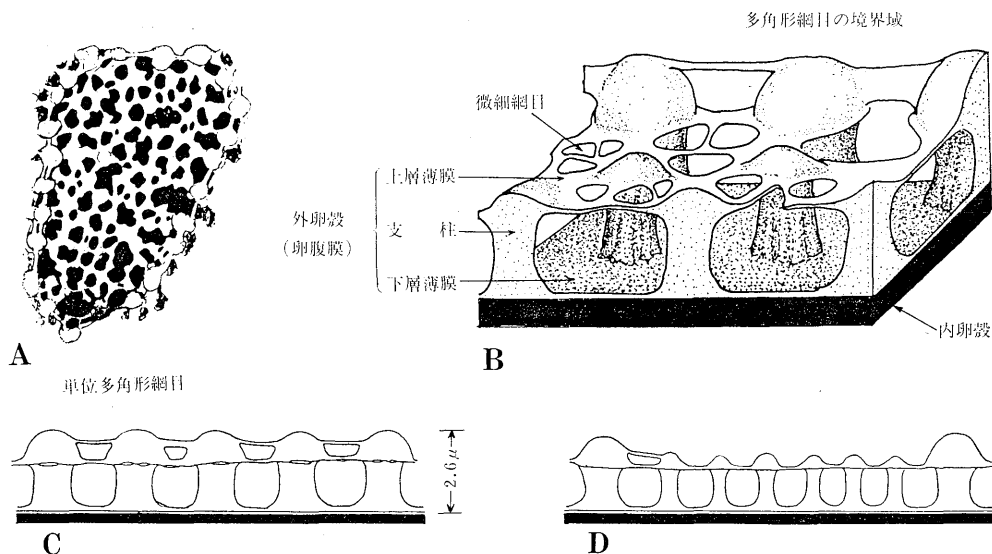 多角形網目の境界域
微細網目
上層薄膜
外卵殻
(卵腹膜)
支 柱
下層薄膜
内卵殻
A
B
単位多角形網目
2.6μ
C
D